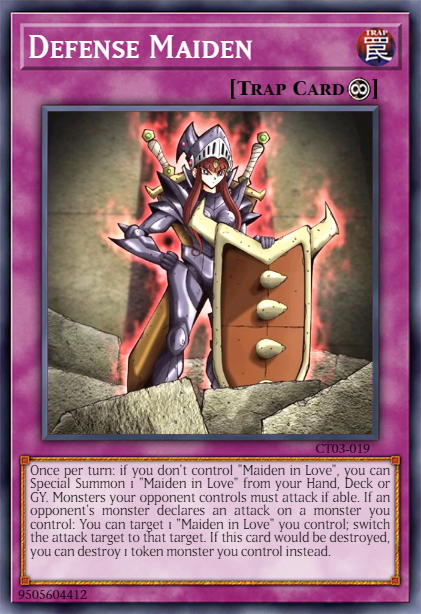 Defense Maiden
TRAP
罠
[Trap Card]
CT03-019
Once per turn: if you don't control "Maiden in Love", you can
Special Summon 1 "Maiden in Love" from your Hand, Deck or
GY. Monsters your opponent controls must attack if able. If an
opponent's monster declares an attack on a monster you
control: You can target 1 "Maiden in Love" you control; switch
the attack target to that target. If this card would be destroyed,
you can destroy 1 token monster you control instead.
9505604412